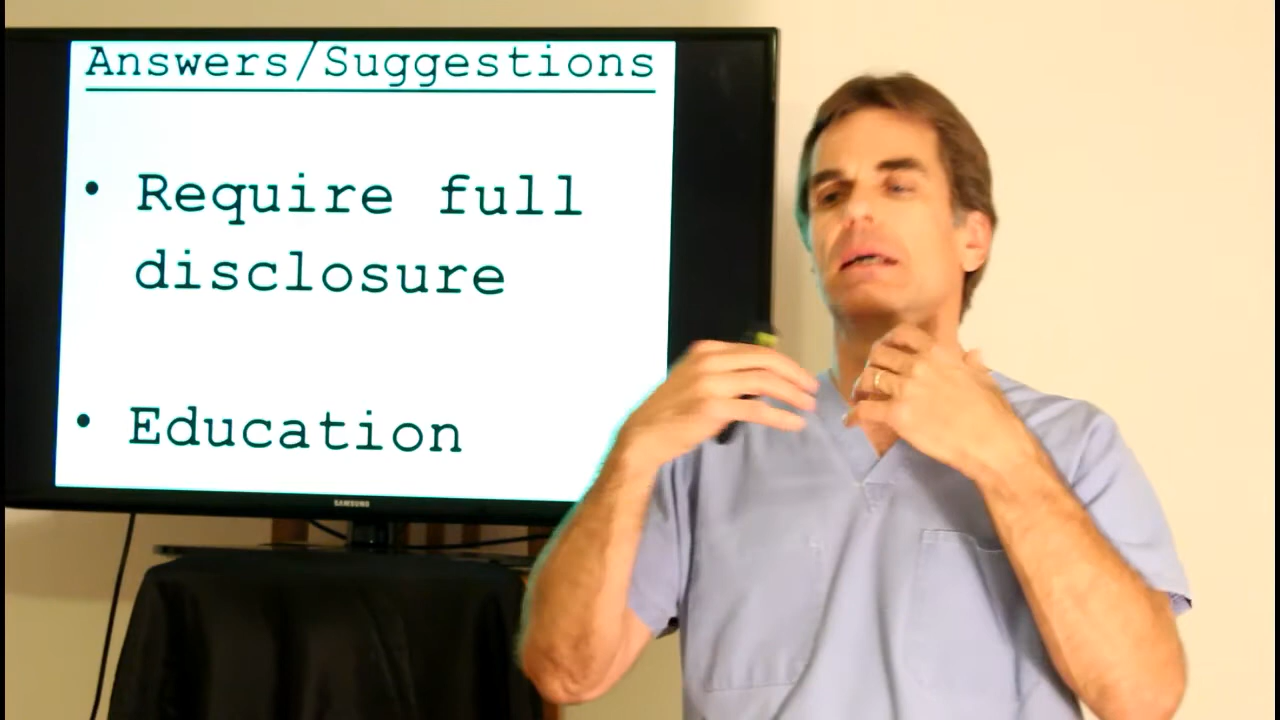 Answers/Suggestions
• Require full
disclosure
• Education
SAMSUNG